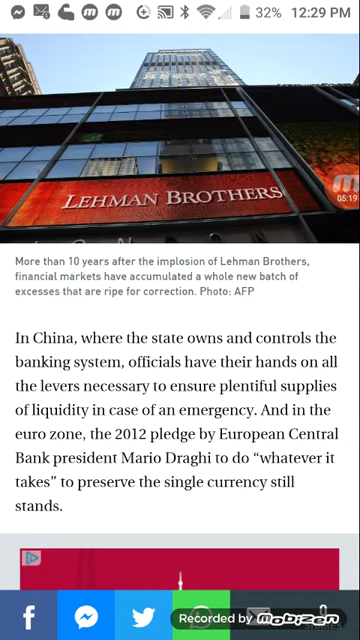 32% 12:29 PM
LEHMAN BROTHERS
05:19
More than 10 years after the implosion of Lehman Brothers,
financial markets have accumulated a whole new batch of
excesses that are ripe for correction. Photo: AFP
In China, where the state owns and controls the
banking system, officials have their hands on all
the levers necessary to ensure plentiful supplies
of liquidity in case of an emergency. And in the
euro zone, the 2012 pledge by European Central
Bank president Mario Draghi to do “whatever it
takes” to preserve the single currency still
stands.
Recorded by mobizen